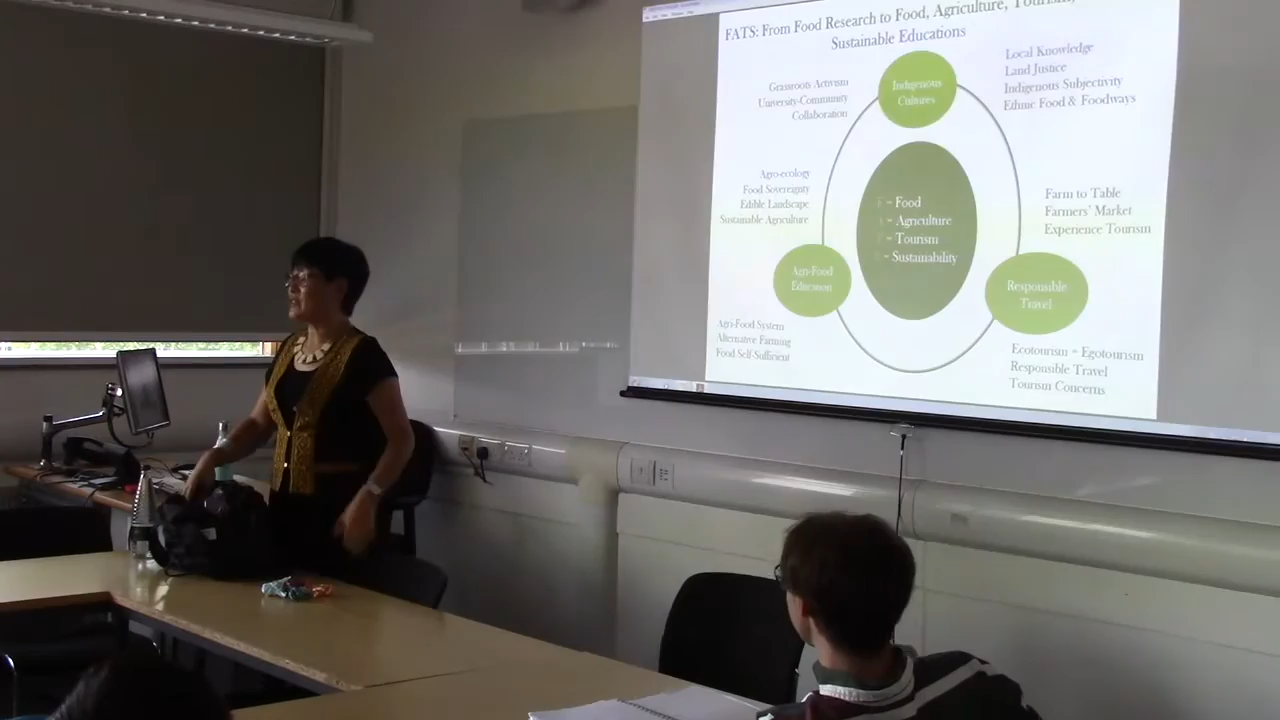 FATS: From Food Research to Food, Agriculture, Tourism,
Sustainable Educations
Indigenous
Cultures
Grassroots Activism
University-Community
Collaboration
Local Knowledge
Land Justice
Indigenous Subjectivity
Ethnic Food & Foodways
Agro-ecology
Food Sovereignty
Edible Landscape
Sustainable Agriculture
= Food
= Agriculture
= Tourism
= Sustainability
Farm to Table
Farmers' Market
Experience Tourism
Agri-Food
Education
Responsible
Travel
Agri-Food System
Alternative Farming
Food Self-Sufficient
Ecotourism = Egotourism
Responsible Travel
Tourism Concerns